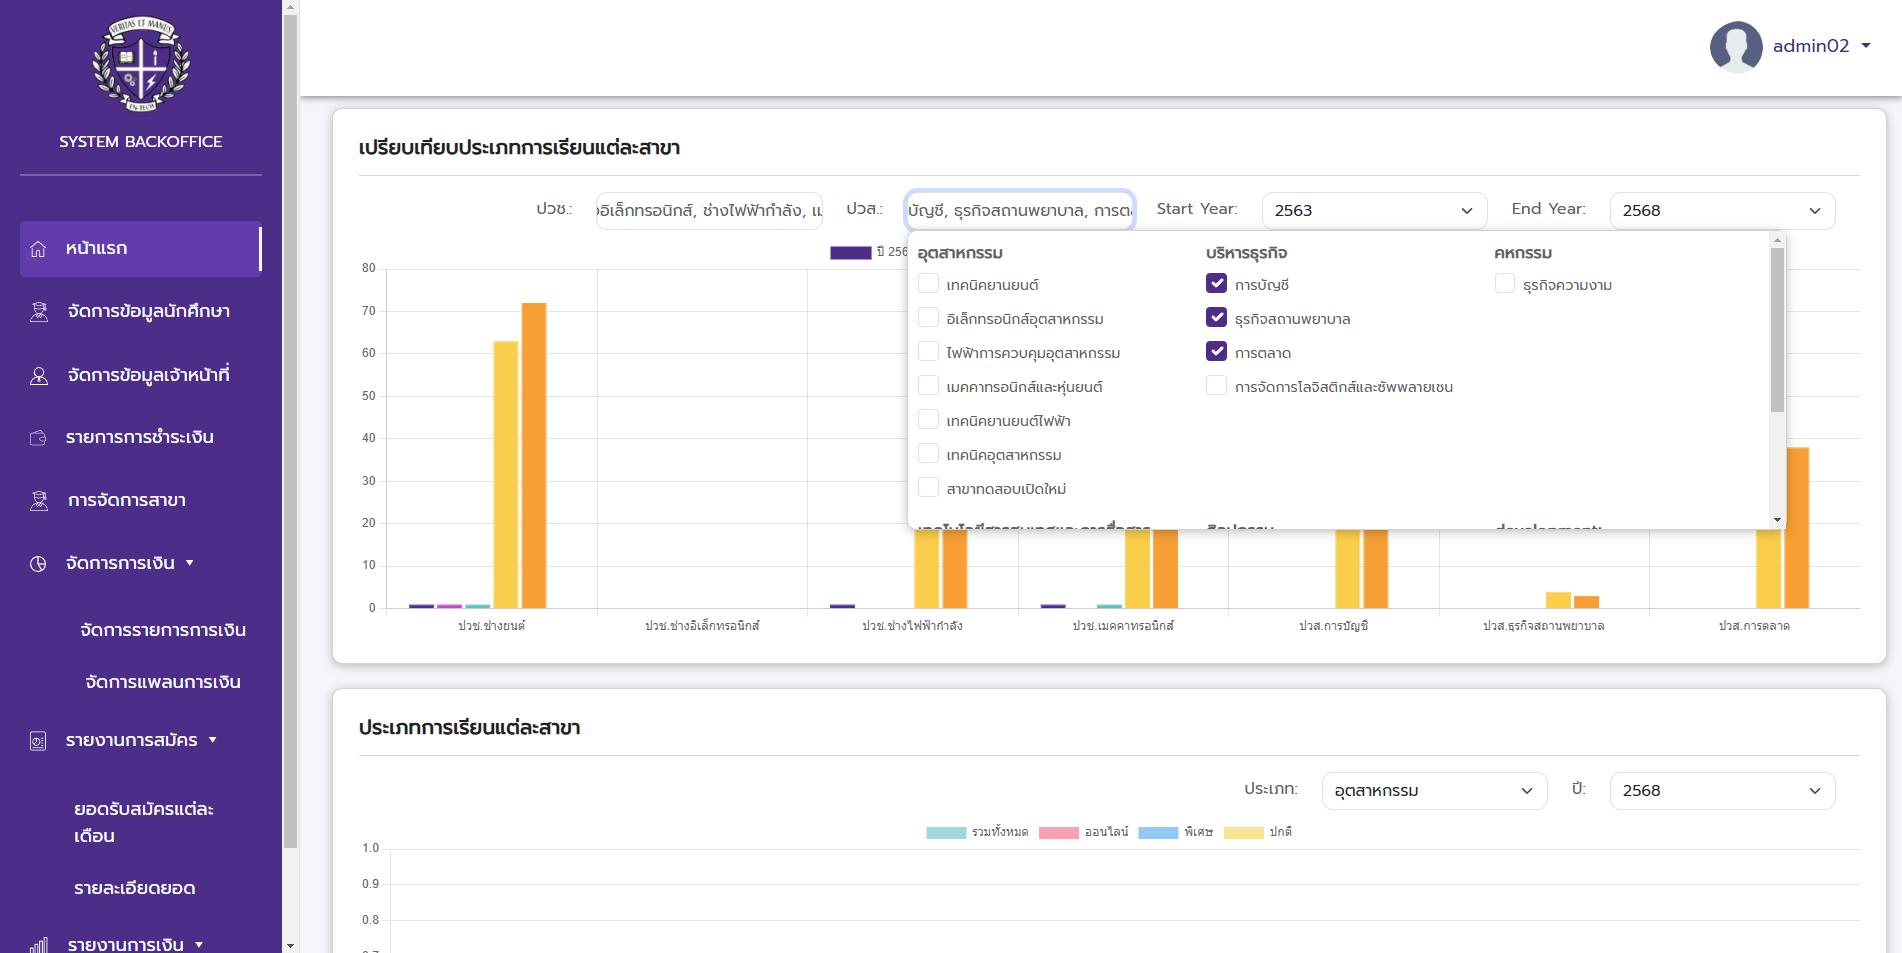 VERITAS ET MANUS
EN-TECH
SYSTEM BACKOFFICE
หน้าแรก
จัดการข้อมูลนักศึกษา
จัดการข้อมูลเจ้าหน้าที่
รายการการชำระเงิน
การจัดการสาขา
จัดการการเงิน
จัดการรายการการเงิน
จัดการแพลนการเงิน
รายงานการสมัคร
ยอดรับสมัครแต่ละ
เดือน
รายละเอียดยอด
รายงานการเงิน
admin02
เปรียบเทียบประเภทการเรียนแต่ละสาขา
ปวช.: อิเล็กทรอนิกส์, ช่างไฟฟ้ากำลัง, เม ปวส.: บัญชี, ธุรกิจสถานพยาบาล, การต Start Year: 2563 End Year: 2568
ปี 256
อุตสาหกรรม บริหารธุรกิจ คหกรรม
เทคนิคยานยนต์ การบัญชี ธุรกิจความงาม
อิเล็กทรอนิกส์อุตสาหกรรม ธุรกิจสถานพยาบาล
ไฟฟ้าการควบคุมอุตสาหกรรม การตลาด
เมคคาทรอนิกส์และหุ่นยนต์ การจัดการโลจิสติกส์และซัพพลายเชน
เทคนิคยานยนต์ไฟฟ้า
เทคนิคอุตสาหกรรม
สาขาทดสอบเปิดใหม่
80
70
60
50
40
30
20
10
0
ปวช.ช่างยนต์ ปวช.ช่างอิเล็กทรอนิกส์ ปวช.ช่างไฟฟ้ากำลัง ปวช.เมคคาทรอนิกส์ ปวส.การบัญชี ปวส.ธุรกิจสถานพยาบาล ปวส.การตลาด
ประเภทการเรียนแต่ละสาขา
ประเภท: อุตสาหกรรม ปี: 2568
รวมทั้งหมด ออนไลน์ พิเศษ ปกติ
1.0
0.9
0.8